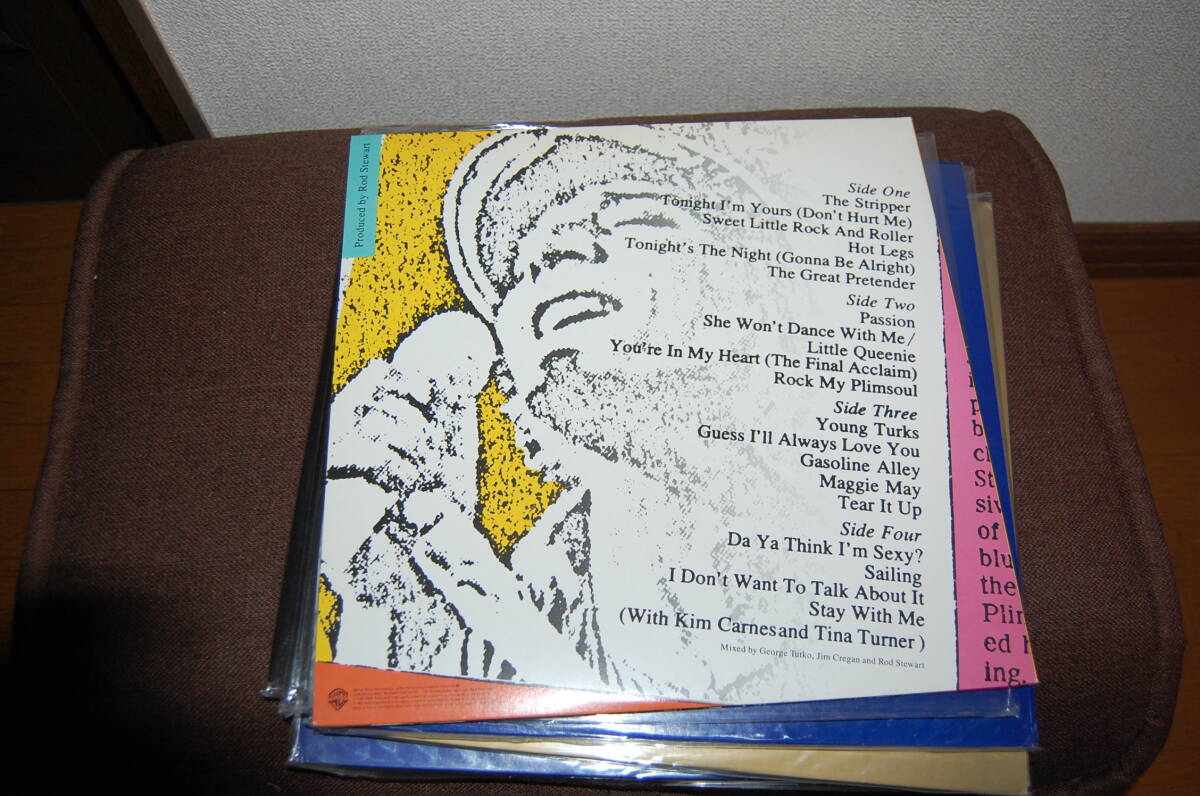 Produced by Rod Stewart
Side One
The Stripper
Tonight I'm Yours (Don't Hurt Me)
Sweet Little Rock And Roller
Hot Legs
Tonight's The Night (Gonna Be Alright)
The Great Pretender
Side Two
Passion
She Won't Dance With Me/
Little Queenie
You're In My Heart (The Final Acclaim)
Rock My Plimsoul
Side Three
Young Turks
Guess I'll Always Love You
Gasoline Alley
Maggie May
Tear It Up
Side Four
Da Ya Think I'm Sexy?
Sailing
I Don't Want To Talk About It
Stay With Me
(With Kim Carnesand Tina Turner)
Mixed by George Tutko, Jim Cregan and Rod Stewart
of
the
ing.